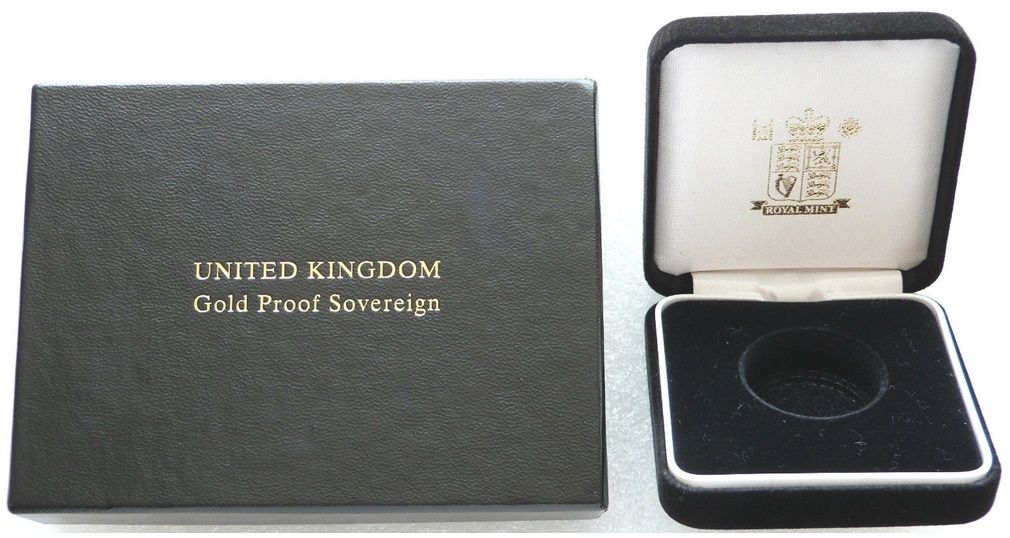 UNITED KINGDOM
Gold Proof Sovereign
ROYAL MINT